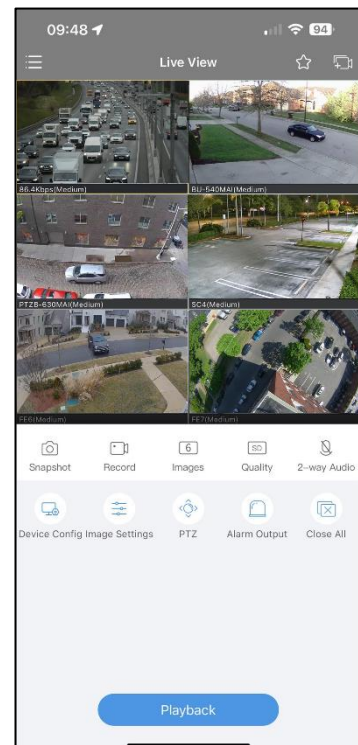 09:48 94
Live View
86.4Kbps(Medium) BU-540MAI(Medium)
PTZB-630MAI(Medium) SC4(Medium)
FE6(Medium) FE7(Medium)
6 SD
Snapshot Record Images Quality 2-way Audio
Device Config Image Settings PTZ Alarm Output Close All
Playback